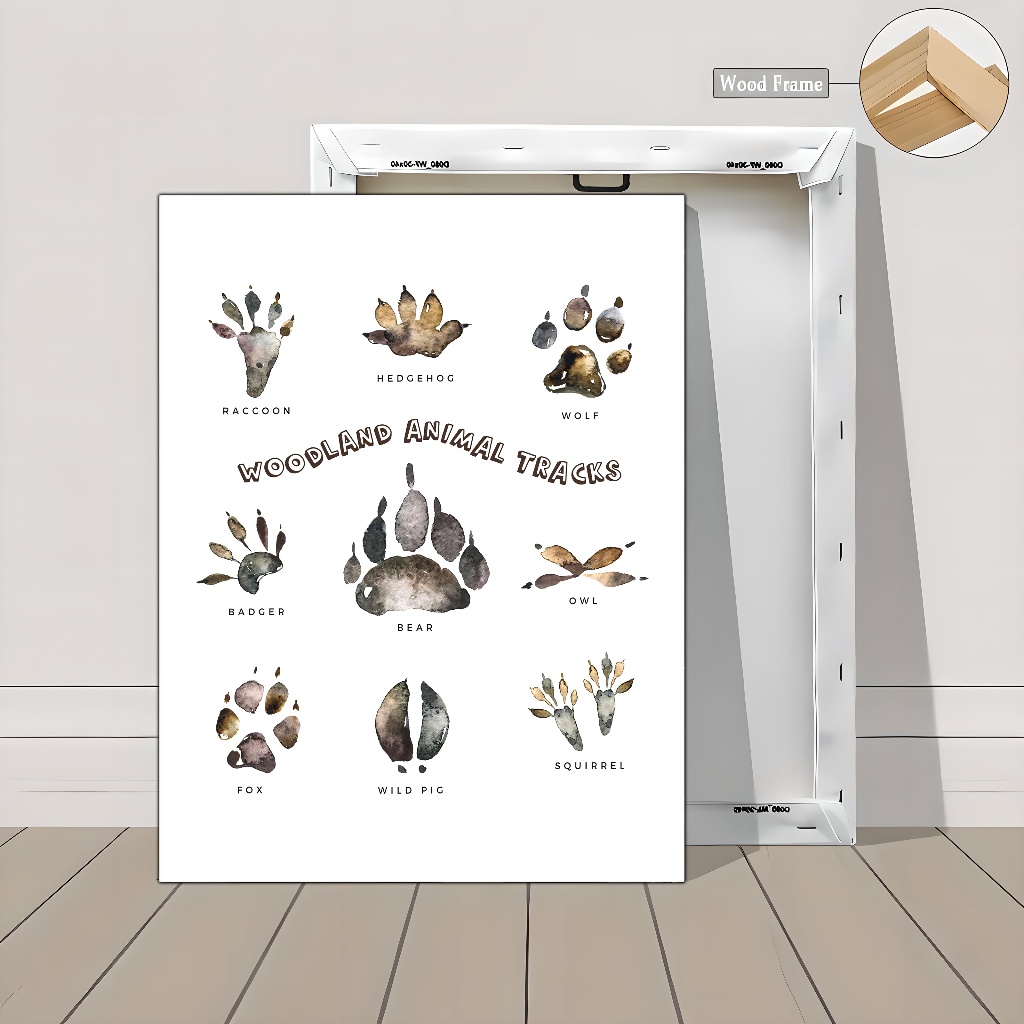 Wood Frame
RACCOON
HEDGEHOG
WOLF
WOODLAND ANIMAL TRACKS
BADGER
BEAR
OWL
FOX
WILD PIG
SQUIRREL